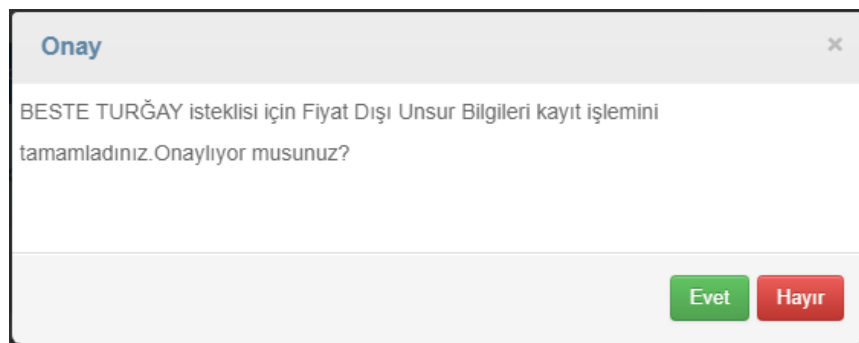 Onay
×
BESTE TURĞAY isteklisi için Fiyat Dışı Unsur Bilgileri kayıt işlemini
tamamladınız.Onaylıyor musunuz?
Evet Hayır